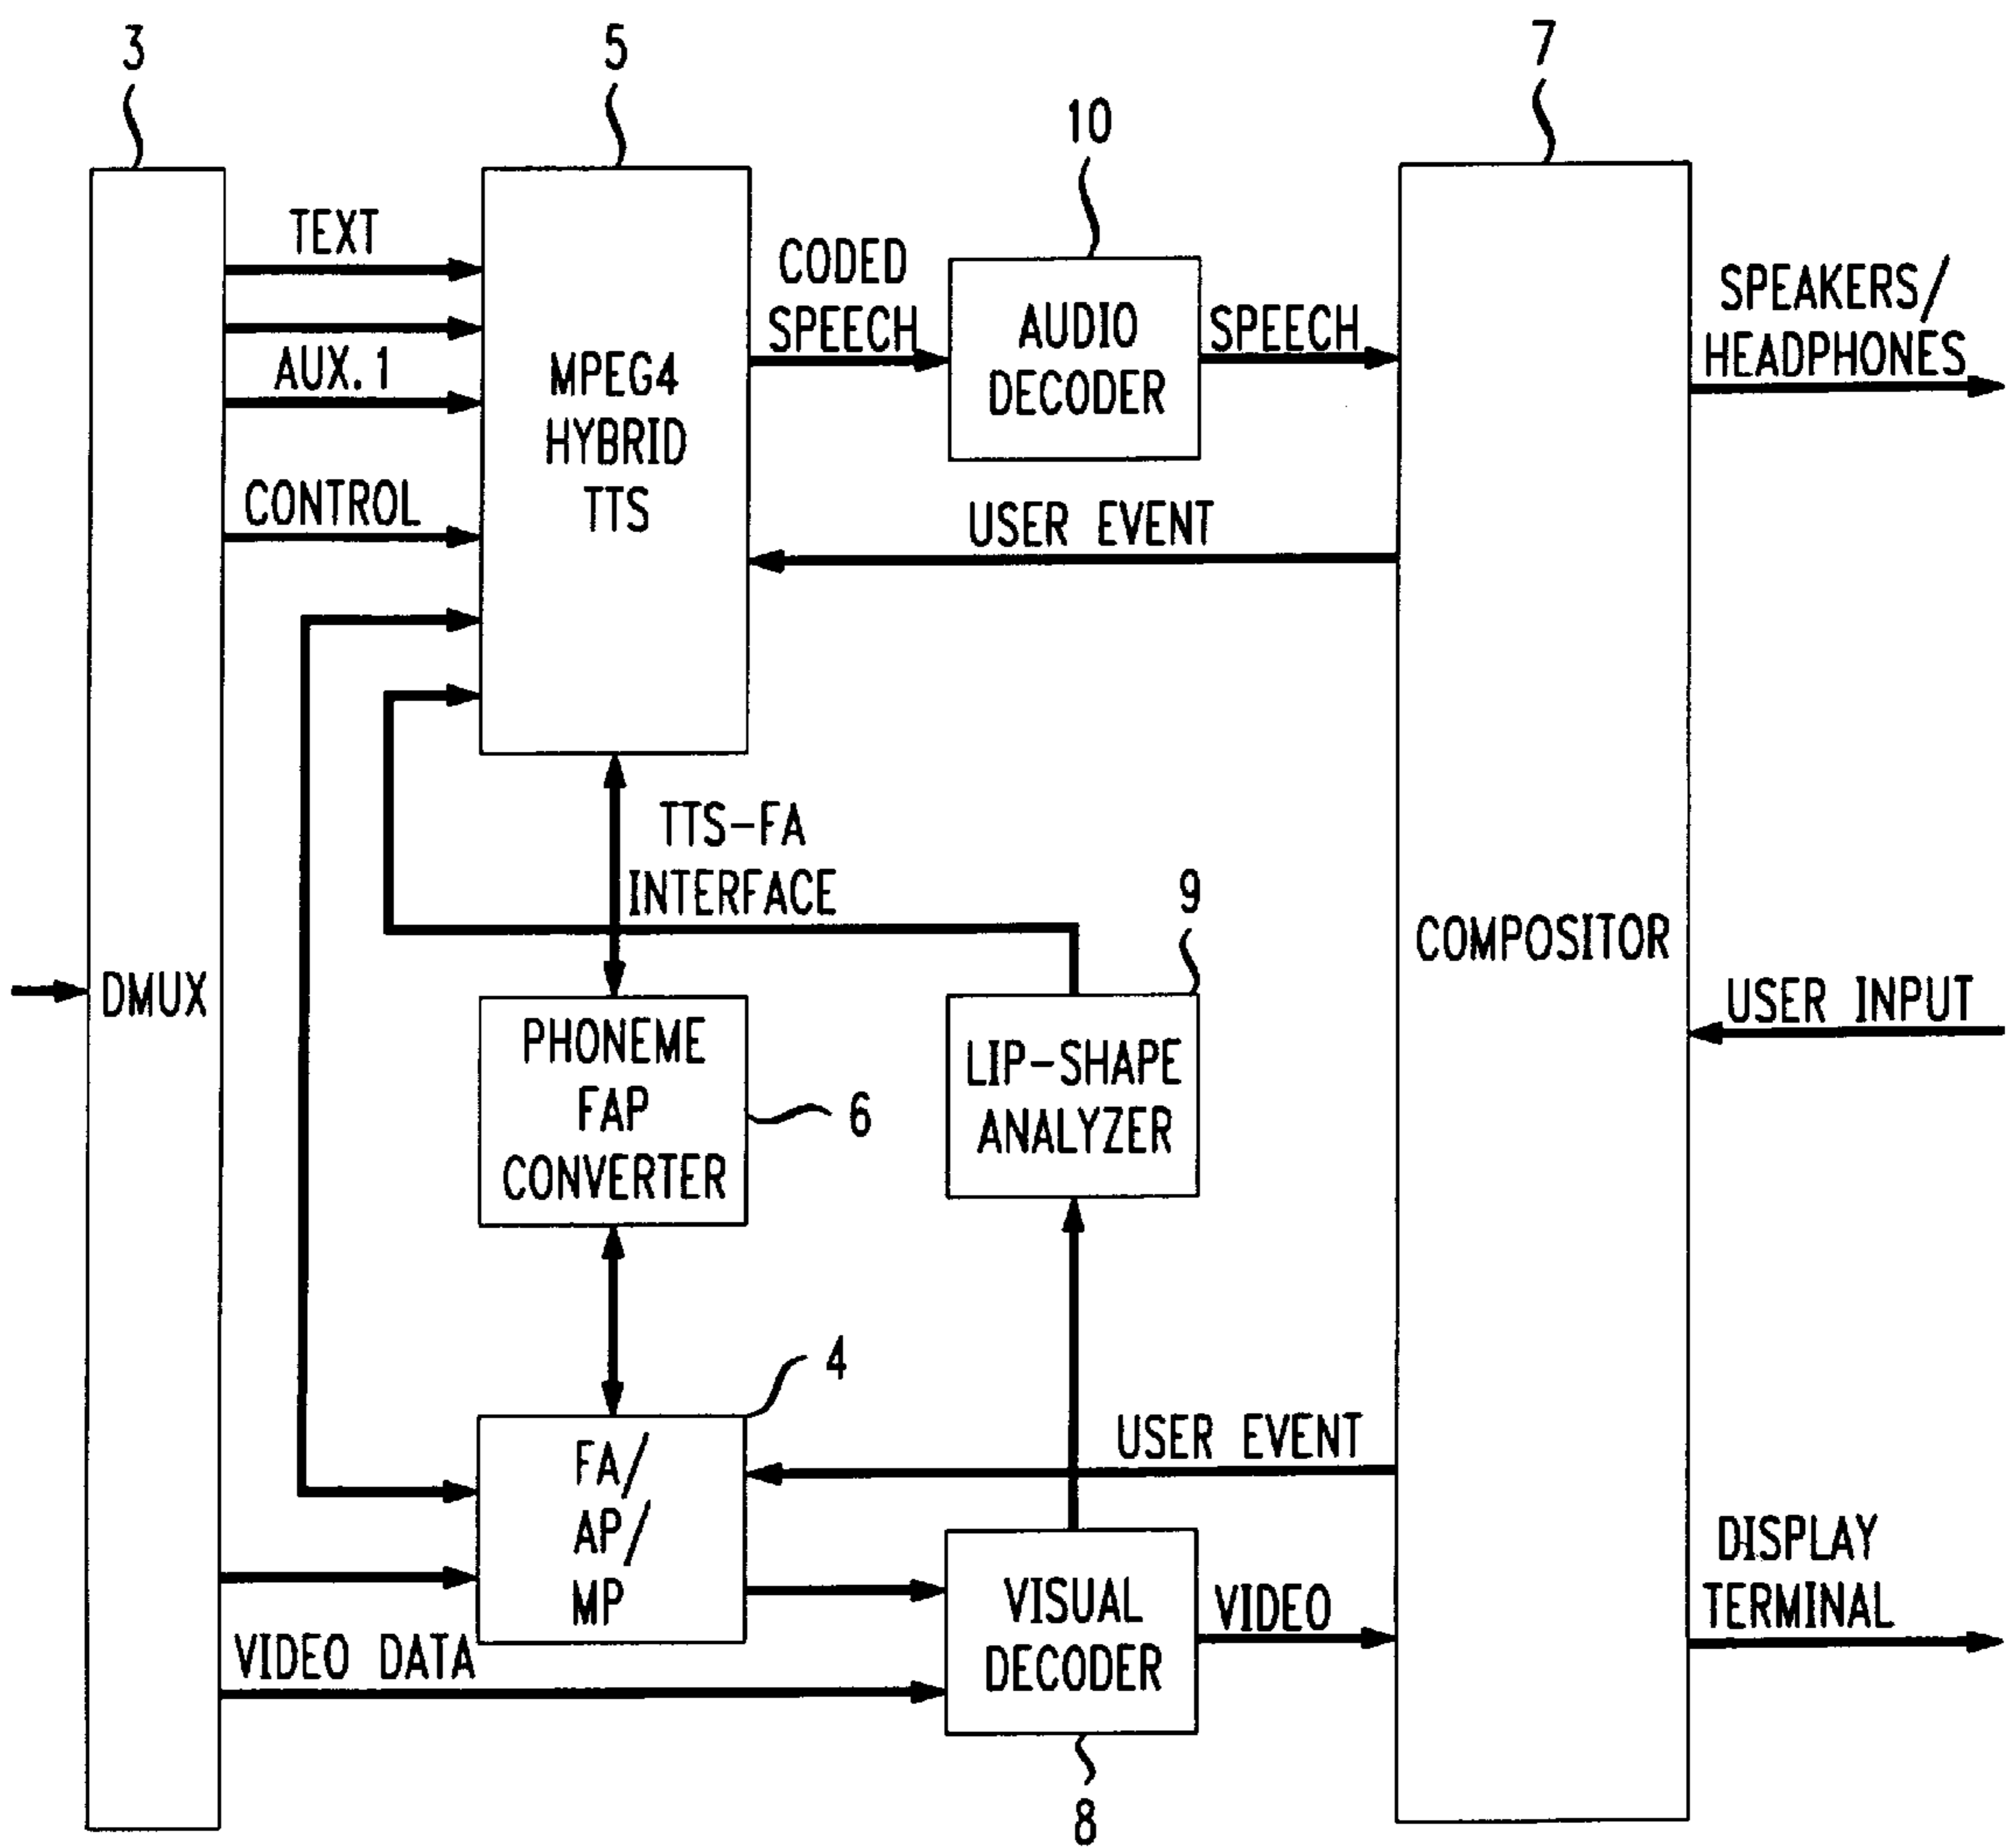 3
5
7
10
TEXT
AUX.1
CONTROL
MPEG4
HYBRID
TTS
CODED
SPEECH
AUDIO
DECODER
SPEECH
SPEAKERS/
HEADPHONES
USER EVENT
TTS-FA
INTERFACE
9
DMUX
COMPOSITOR
USER INPUT
PHONEME
FAP
CONVERTER
6
LIP-SHAPE
ANALYZER
4
FA/
AP/
MP
USER EVENT
VIDEO DATA
VISUAL
DECODER
VIDEO
DISPLAY
TERMINAL
8